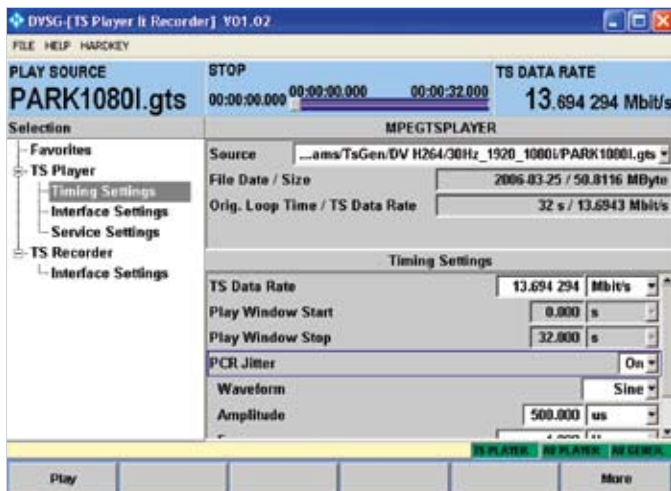 DVSG-[TS Player & Recorder] V01.02
FILE HELP HARDKEY
PLAY SOURCE
PARK1080I.gts
STOP
00:00:00.000 00:00:00.000 00:00:32.000
TS DATA RATE
13.694 294 Mbit/s
Selection
Favorites
TS Player
Timing Settings
Interface Settings
Service Settings
TS Recorder
Interface Settings
MPEGTSPLAYER
Source ...ams/TsGen/DV H264/30Hz_1920_1080i/PARK1080I.gts
File Date / Size 2006-03-25 / 50.8116 MByte
Orig. Loop Time / TS Data Rate 32 s / 13.6943 Mbit/s
Timing Settings
TS Data Rate 13.694 294 Mbit/s
Play Window Start 0.000 s
Play Window Stop 32.000 s
PCR Jitter On
Waveform Sine
Amplitude 500.000 us
TS PLAYER AV PLAYER AV GENER.
Play
More